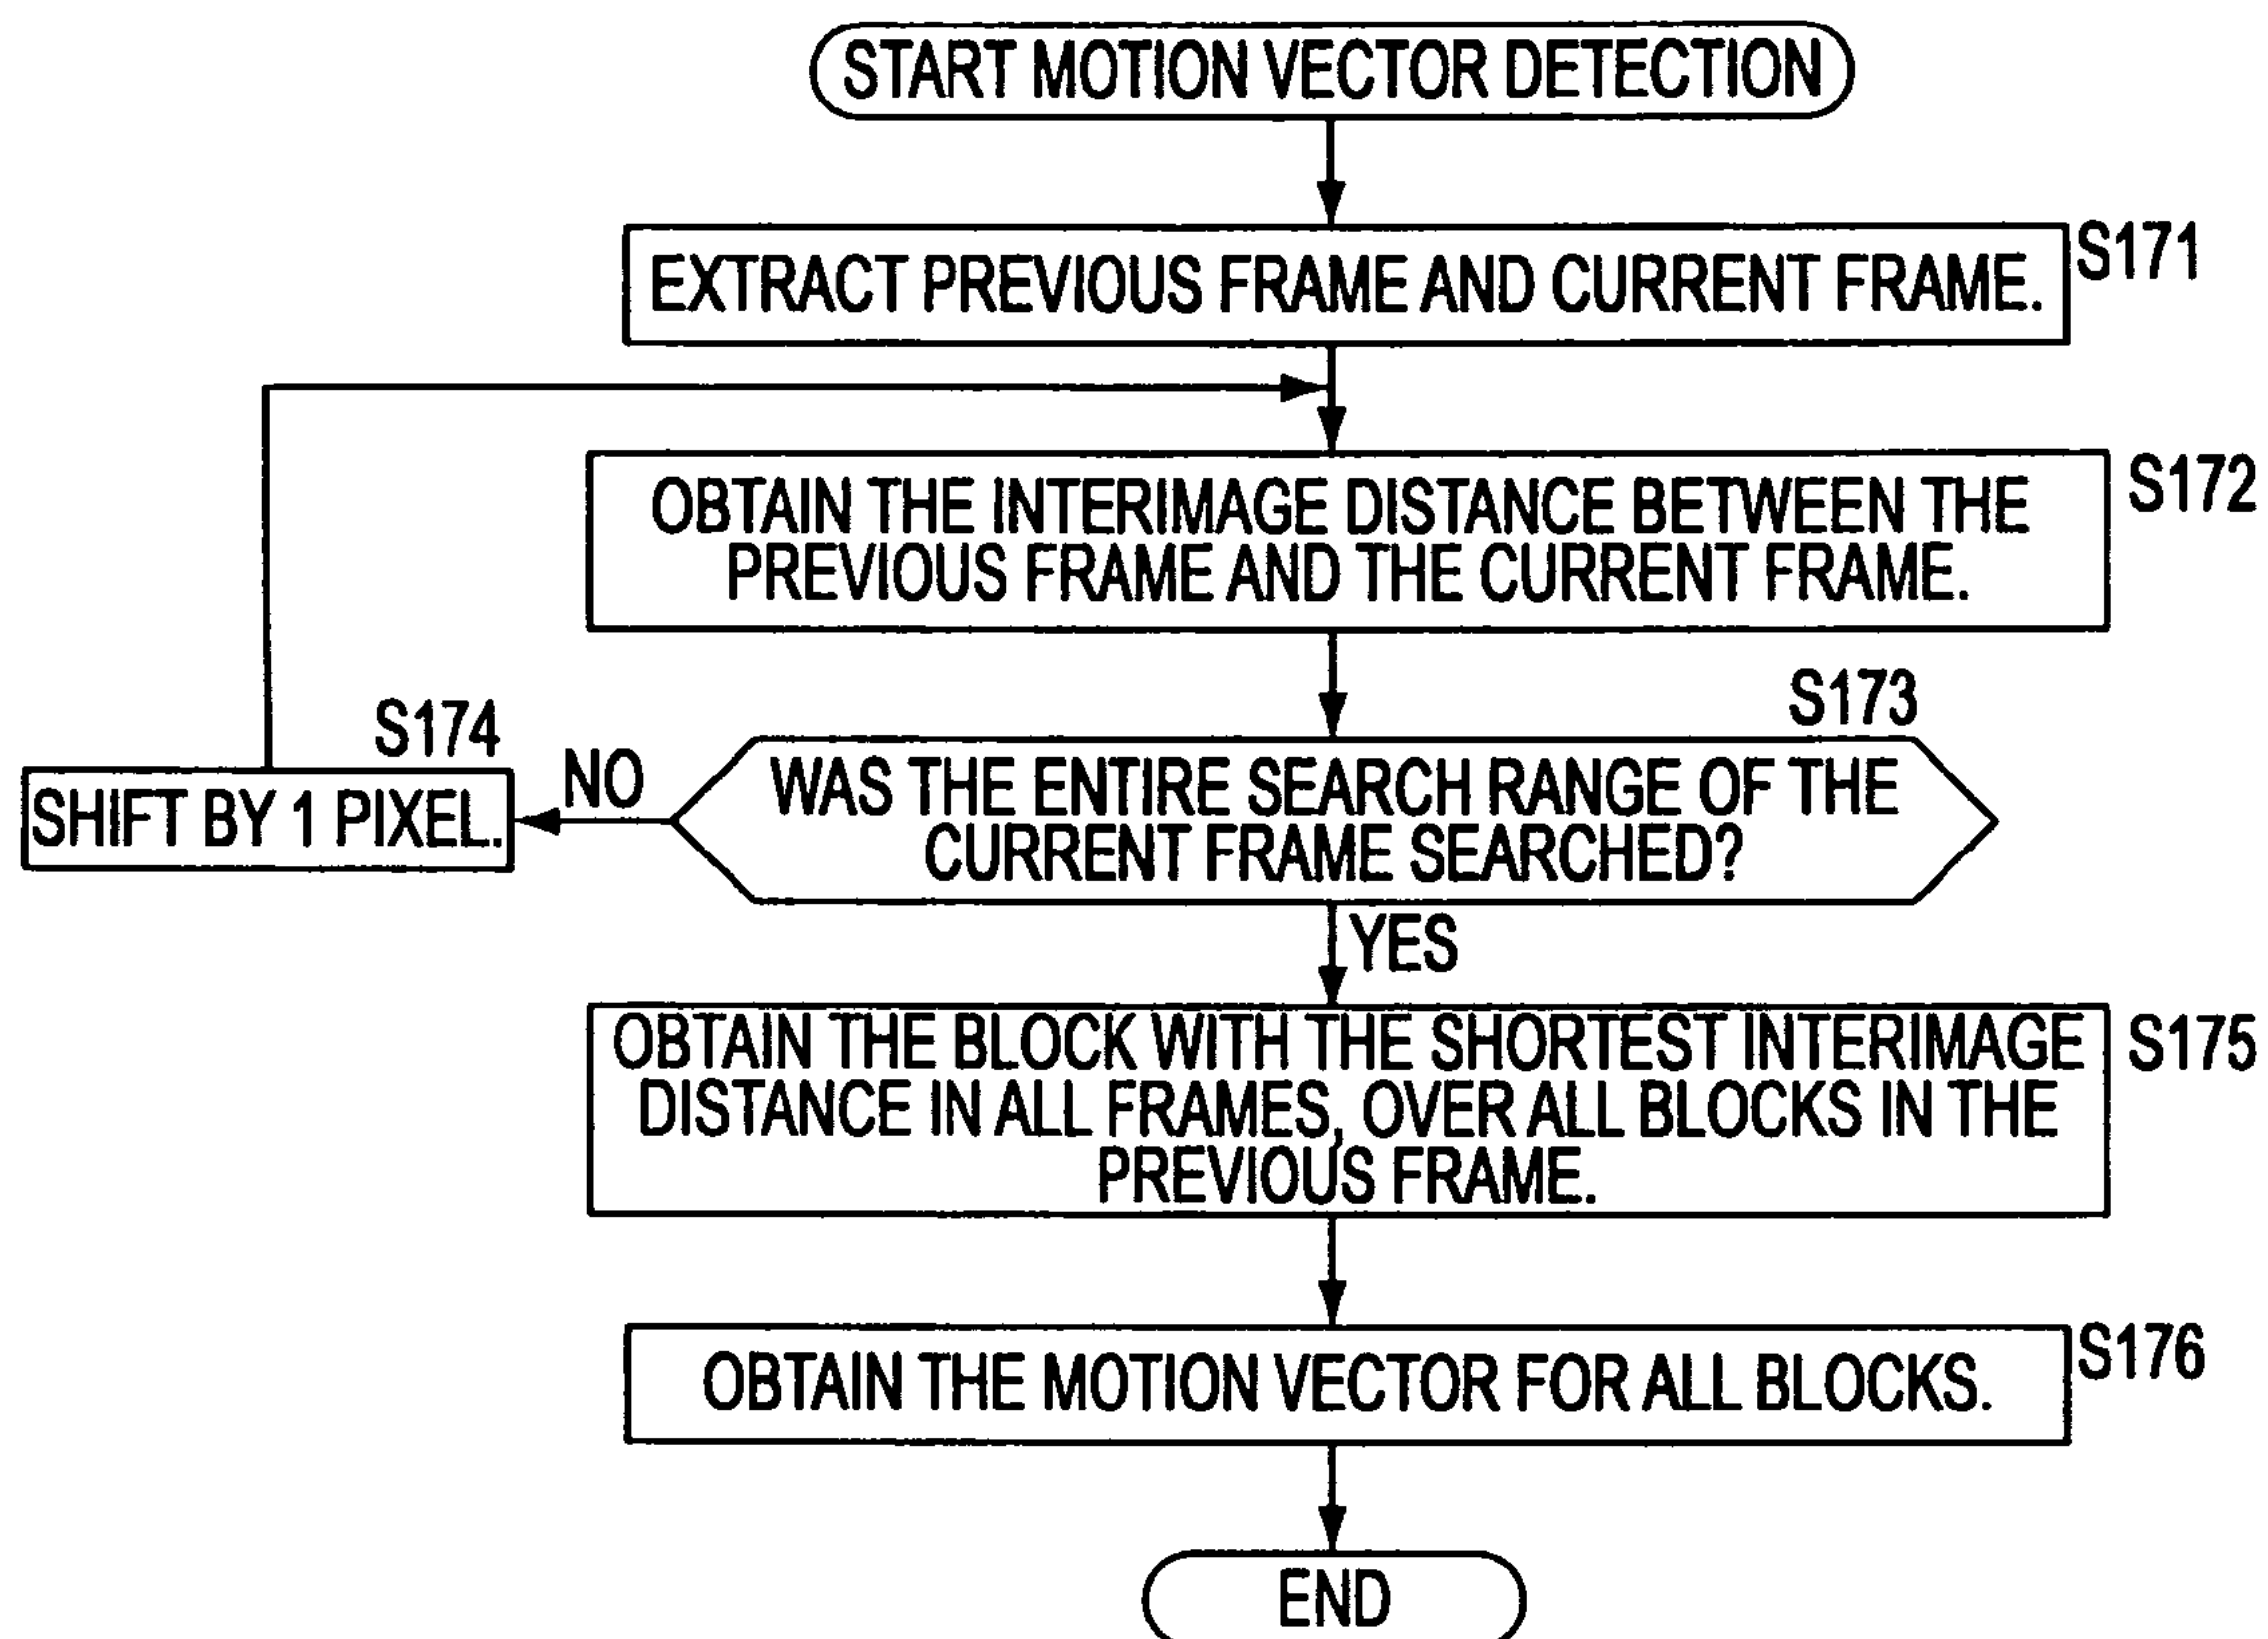 START MOTION VECTOR DETECTION
EXTRACT PREVIOUS FRAME AND CURRENT FRAME.
S171
OBTAIN THE INTERIMAGE DISTANCE BETWEEN THE
PREVIOUS FRAME AND THE CURRENT FRAME.
S172
S173
WAS THE ENTIRE SEARCH RANGE OF THE
CURRENT FRAME SEARCHED?
NO
S174
SHIFT BY 1 PIXEL.
YES
OBTAIN THE BLOCK WITH THE SHORTEST INTERIMAGE
DISTANCE IN ALL FRAMES, OVER ALL BLOCKS IN THE
PREVIOUS FRAME.
S175
OBTAIN THE MOTION VECTOR FOR ALL BLOCKS.
S176
END